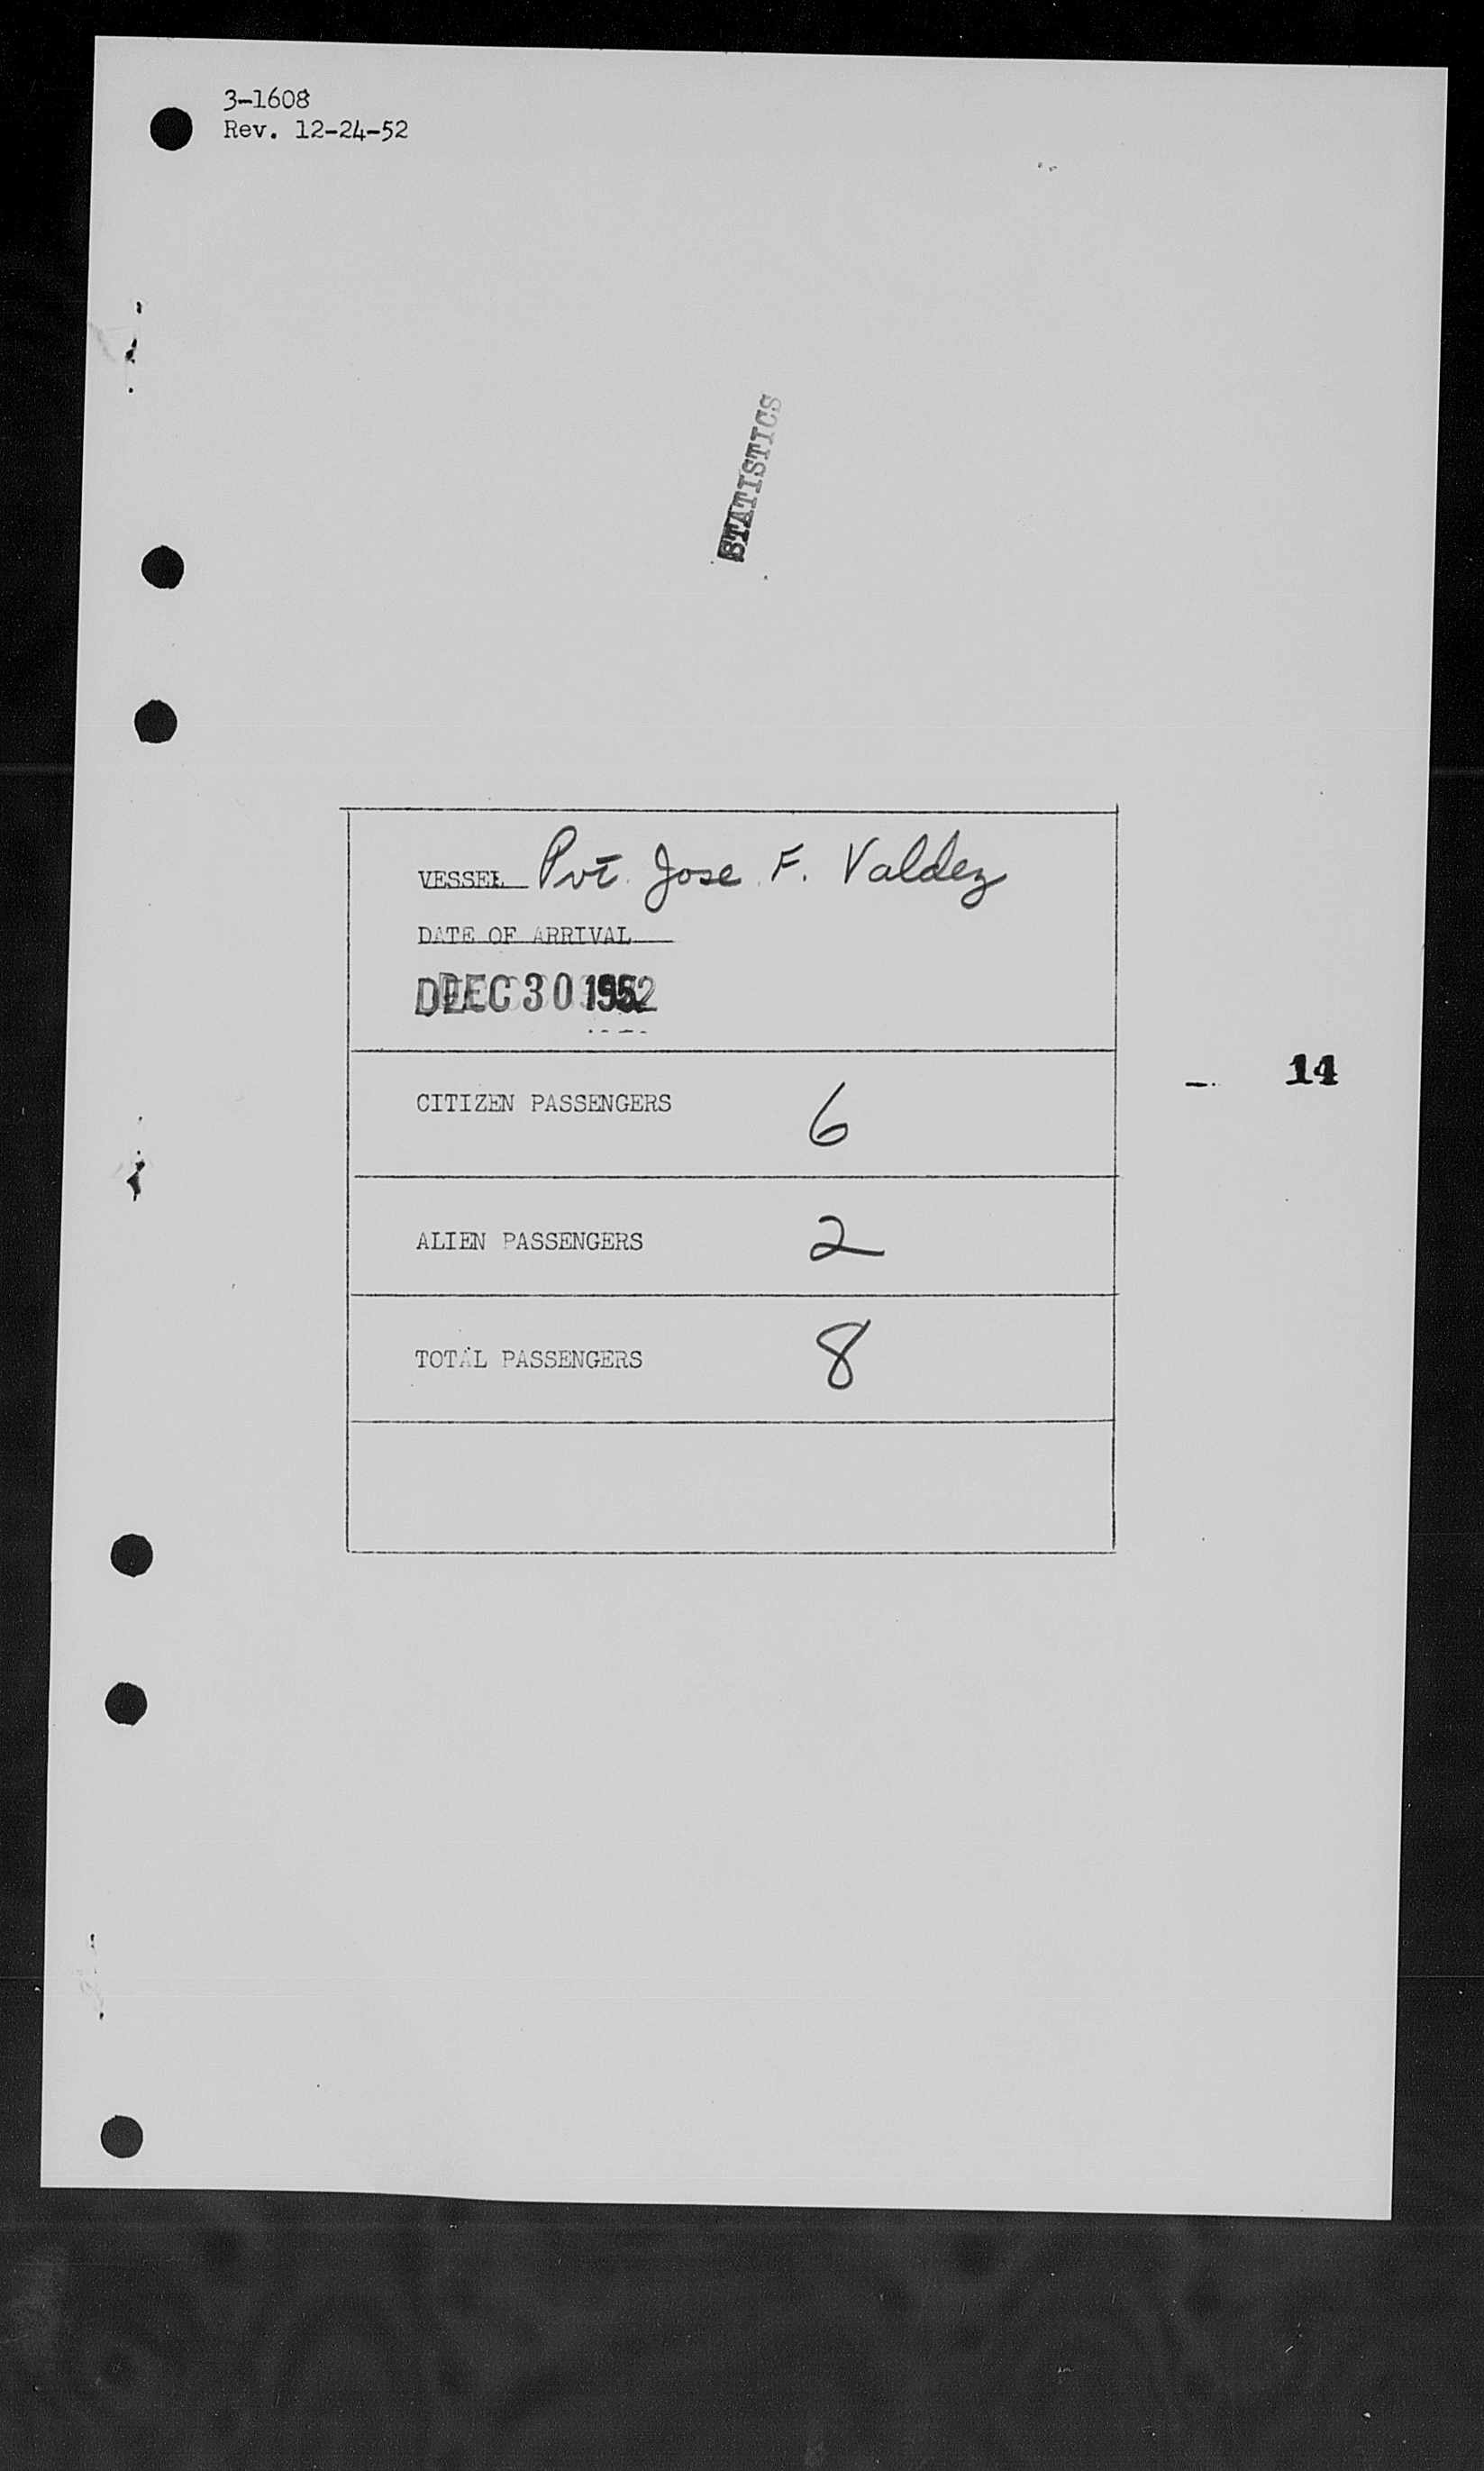 3-1608
Rev. 12-24-52
STATISTICS
VESSEL Pvt. Jose F. Valdez
DATE OF ARRIVAL
DEC 30 1952
CITIZEN PASSENGERS 6
14
ALIEN PASSENGERS 2
TOTAL PASSENGERS 8